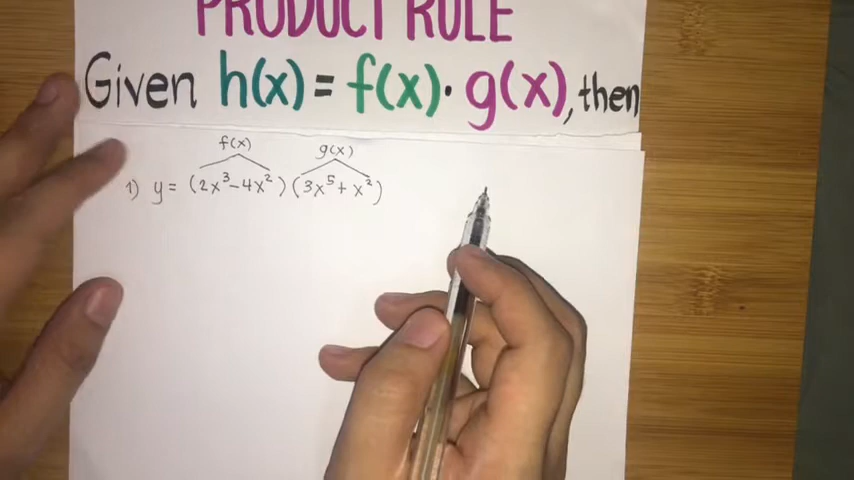 PRODUCT RULE
Given h(x) = f(x) · g(x), then
f(x) g(x)
1) y = (2x³-4x²)(3x⁵+x²)